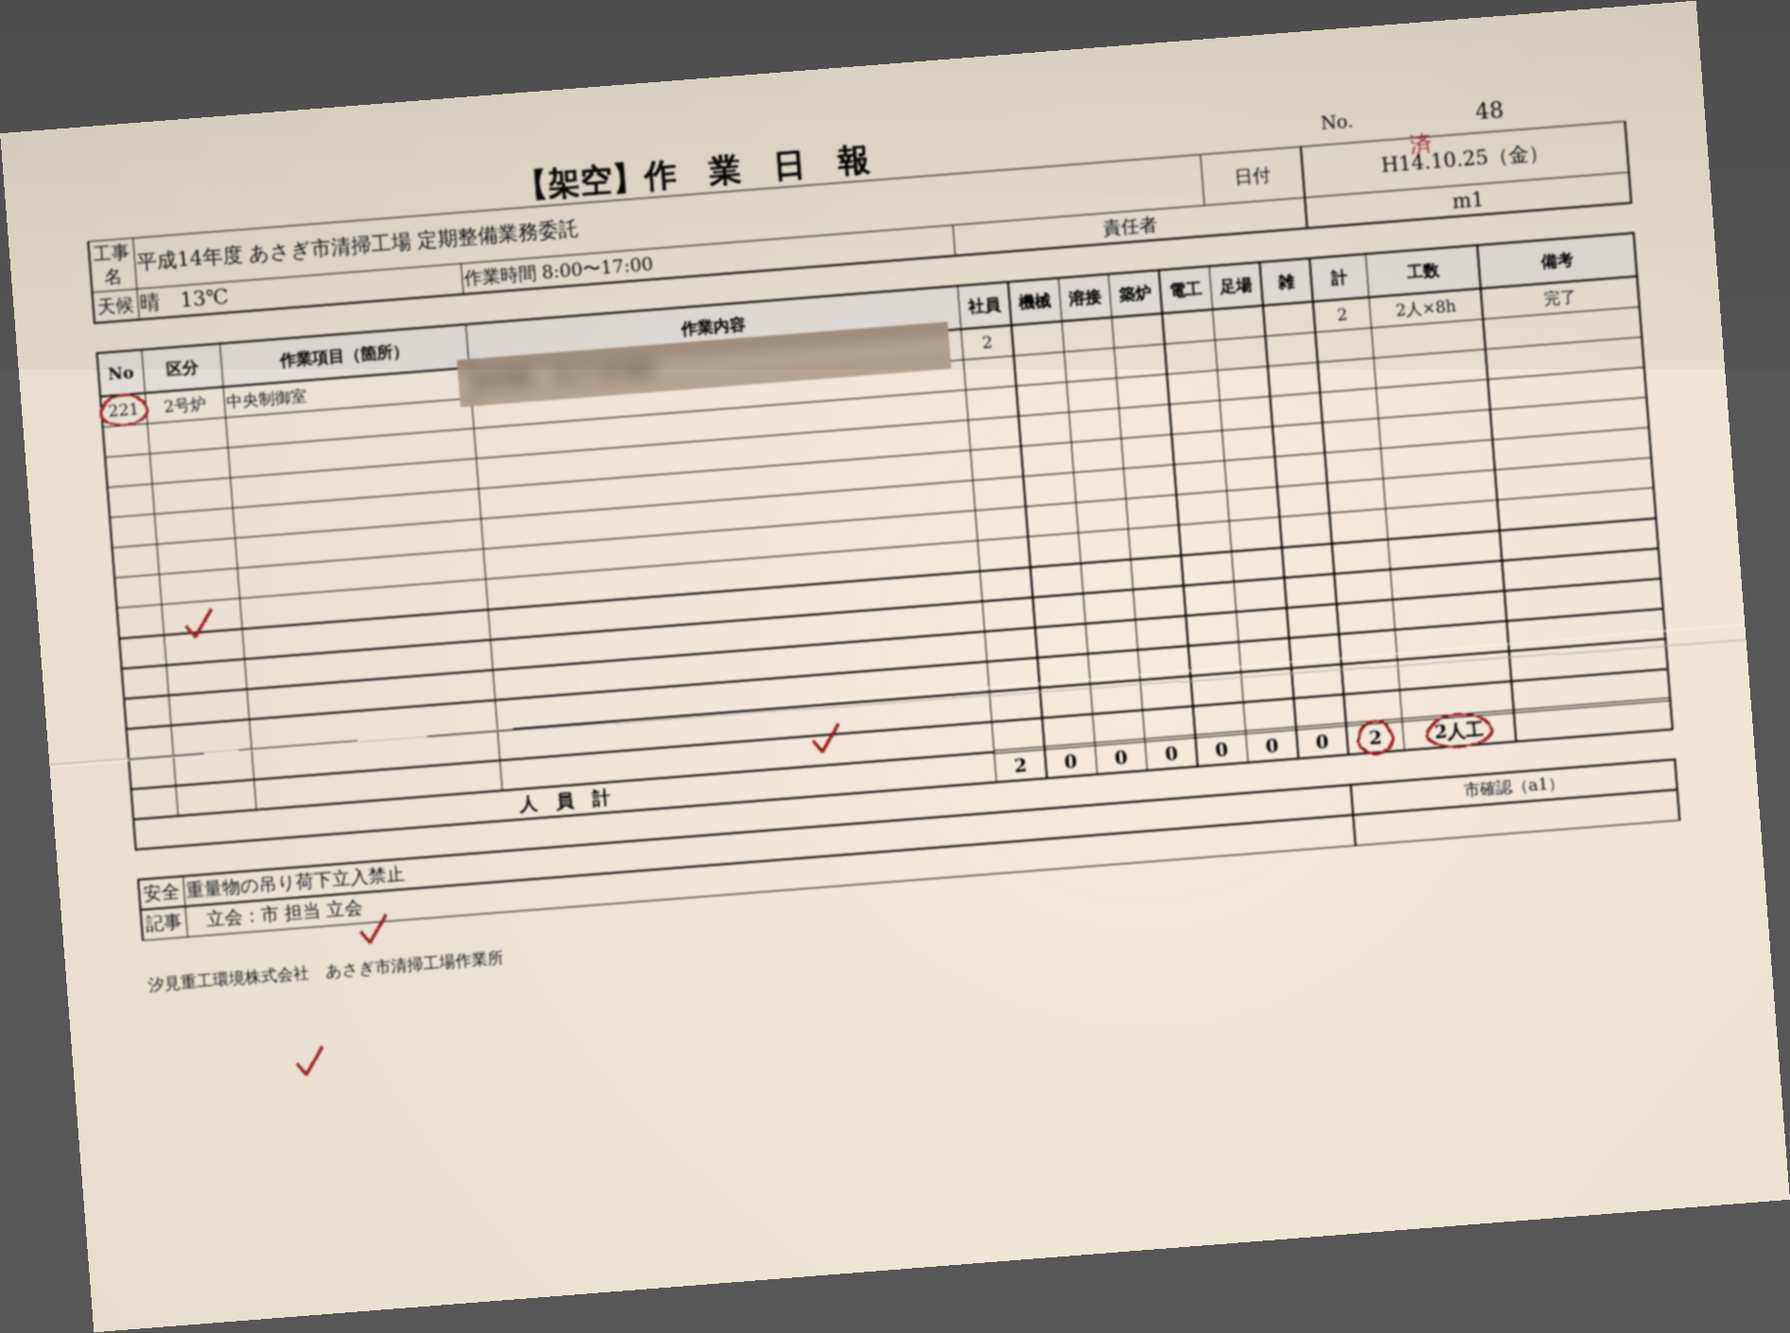 No. 48
済
【架空】作 業 日 報
工事名 平成14年度 あさぎ市清掃工場 定期整備業務委託 日付 H14.10.25（金）
天候 晴 13℃ 作業時間 8:00〜17:00 責任者 m1
No 区分 作業項目（箇所） 作業内容 社員 機械 溶接 築炉 電工 足場 雑 計 工数 備考
221 2号炉 中央制御室 2 2 2人×8h 完了
人 員 計 2 0 0 0 0 0 0 2 2人工
市確認（a1）
安全 重量物の吊り荷下立入禁止
記事 立会：市 担当 立会
汐見重工環境株式会社 あさぎ市清掃工場作業所